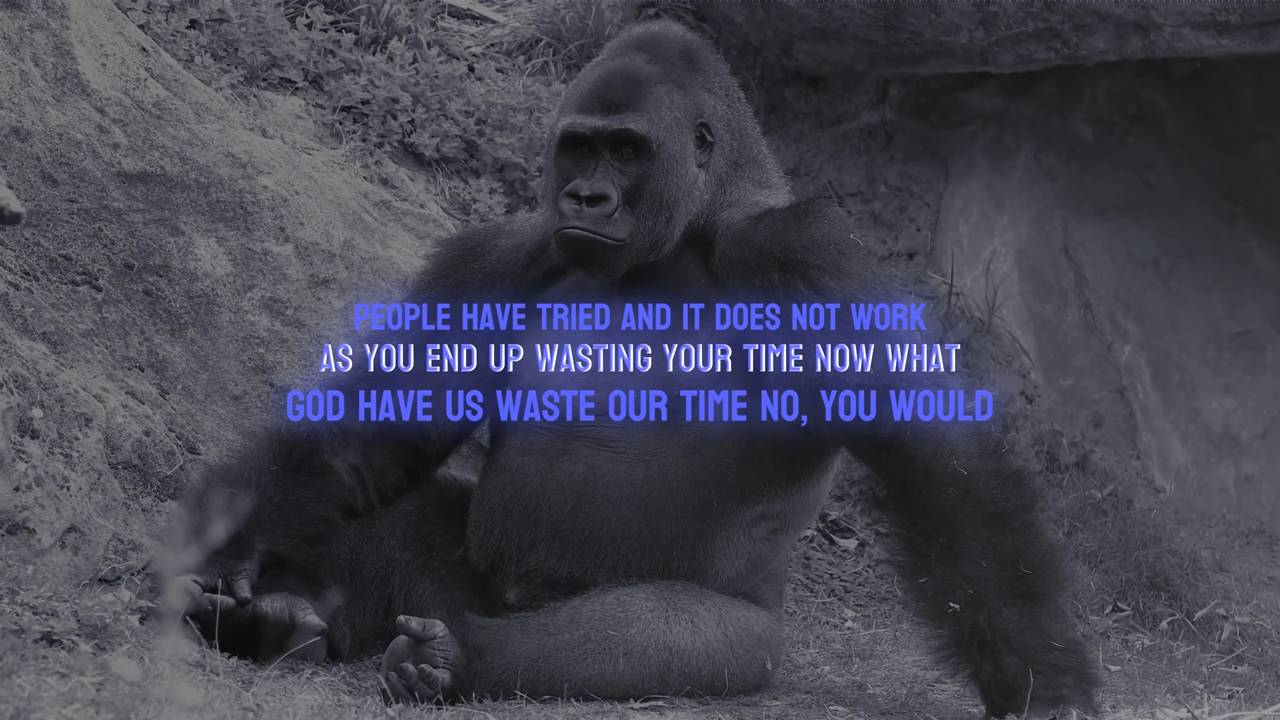 PEOPLE HAVE TRIED AND IT DOES NOT WORK
AS YOU END UP WASTING YOUR TIME NOW WHAT
GOD HAVE US WASTE OUR TIME NO, YOU WOULD